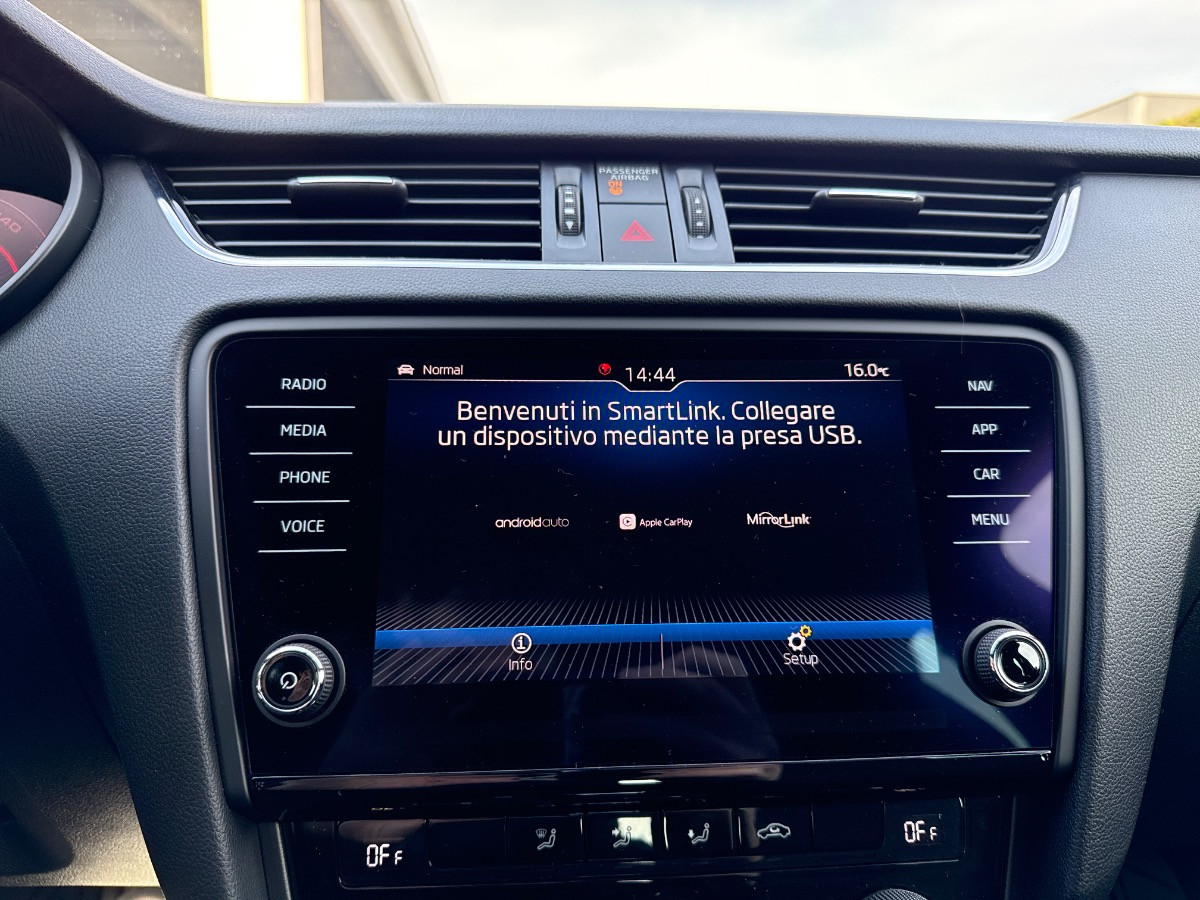 40
PASSENGER
AIRBAG
ON
RADIO
MEDIA
PHONE
VOICE
Normal
14:44
16.0°C
Benvenuti in SmartLink. Collegare
un dispositivo mediante la presa USB.
androidauto
Apple CarPlay
MirrorLink
Info
Setup
NAV
APP
CAR
MENU
OFF
OFF